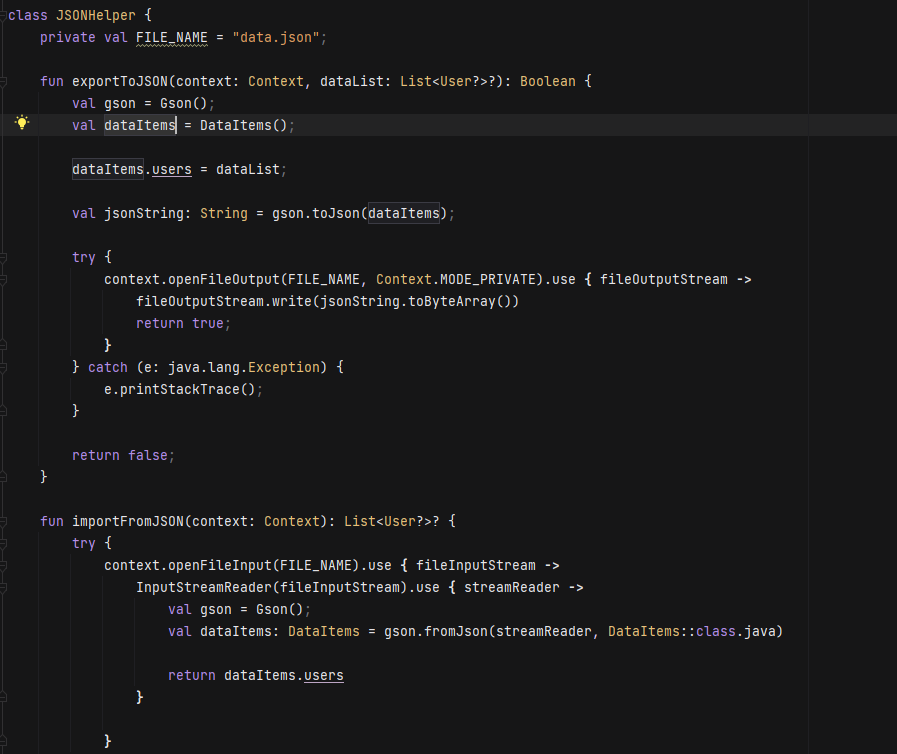 class JSONHelper {
    private val FILE_NAME = "data.json";

    fun exportToJSON(context: Context, dataList: List<User?>?): Boolean {
        val gson = Gson();
        val dataItems = DataItems();

        dataItems.users = dataList;

        val jsonString: String = gson.toJson(dataItems);

        try {
            context.openFileOutput(FILE_NAME, Context.MODE_PRIVATE).use { fileOutputStream ->
                fileOutputStream.write(jsonString.toByteArray())
                return true;
            }
        } catch (e: java.lang.Exception) {
            e.printStackTrace();
        }

        return false;
    }

    fun importFromJSON(context: Context): List<User?>? {
        try {
            context.openFileInput(FILE_NAME).use { fileInputStream ->
                InputStreamReader(fileInputStream).use { streamReader ->
                    val gson = Gson();
                    val dataItems: DataItems = gson.fromJson(streamReader, DataItems::class.java)

                    return dataItems.users
                }

            }